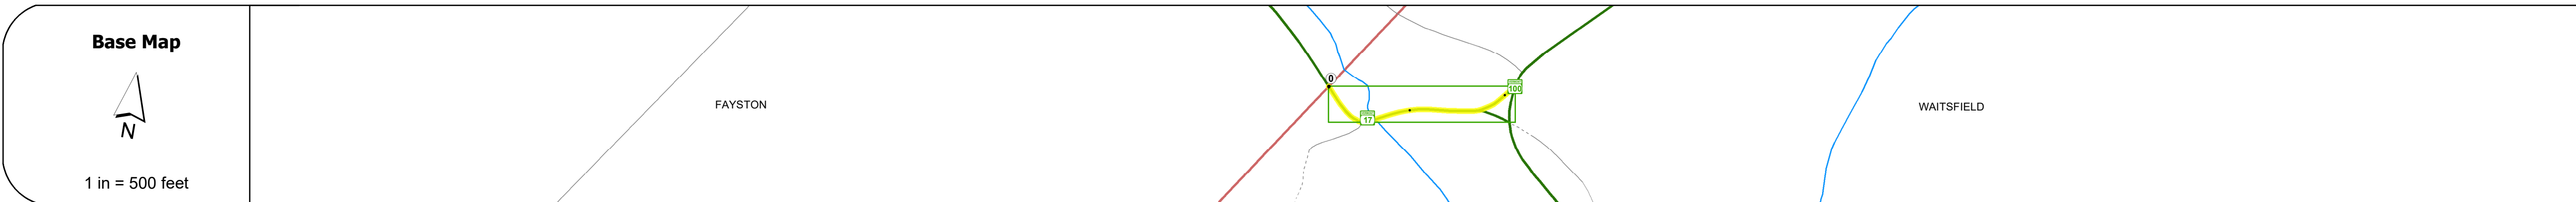 Base Map
N
1 in = 500 feet
FAYSTON
0
17
100
WAITSFIELD